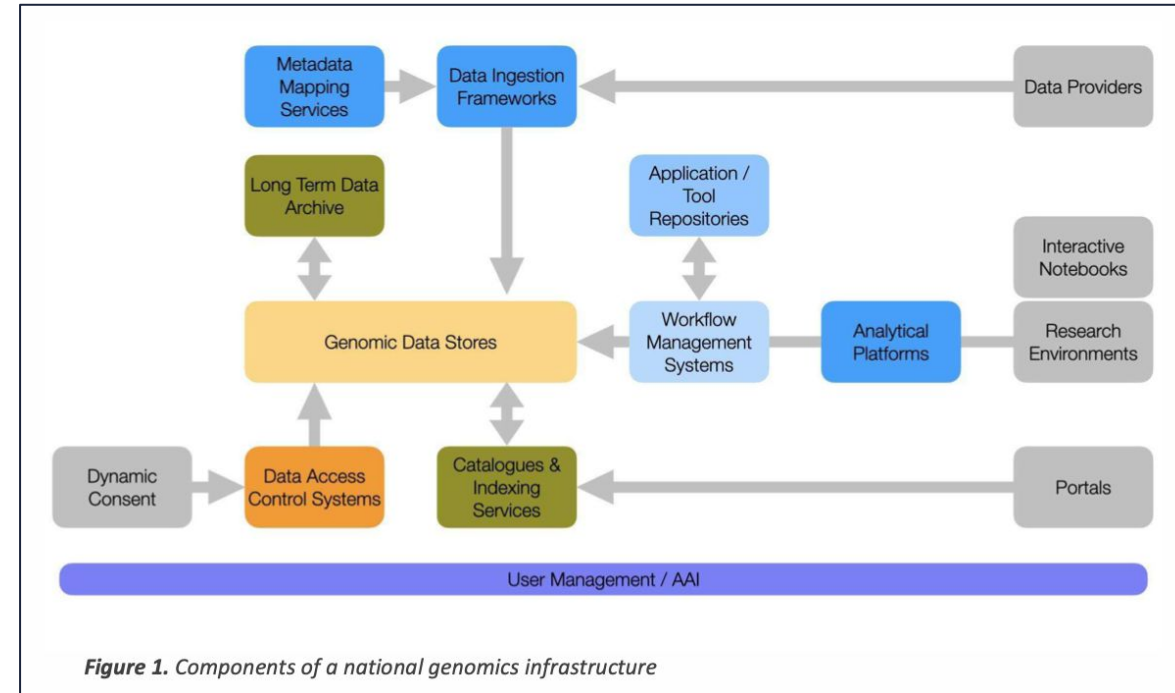 Metadata
Mapping
Services
Data Ingestion
Frameworks
Data Providers
Long Term Data
Archive
Application /
Tool
Repositories
Interactive
Notebooks
Genomic Data Stores
Workflow
Management
Systems
Analytical
Platforms
Research
Environments
Dynamic
Consent
Data Access
Control Systems
Catalogues &
Indexing
Services
Portals
User Management / AAI
Figure 1. Components of a national genomics infrastructure